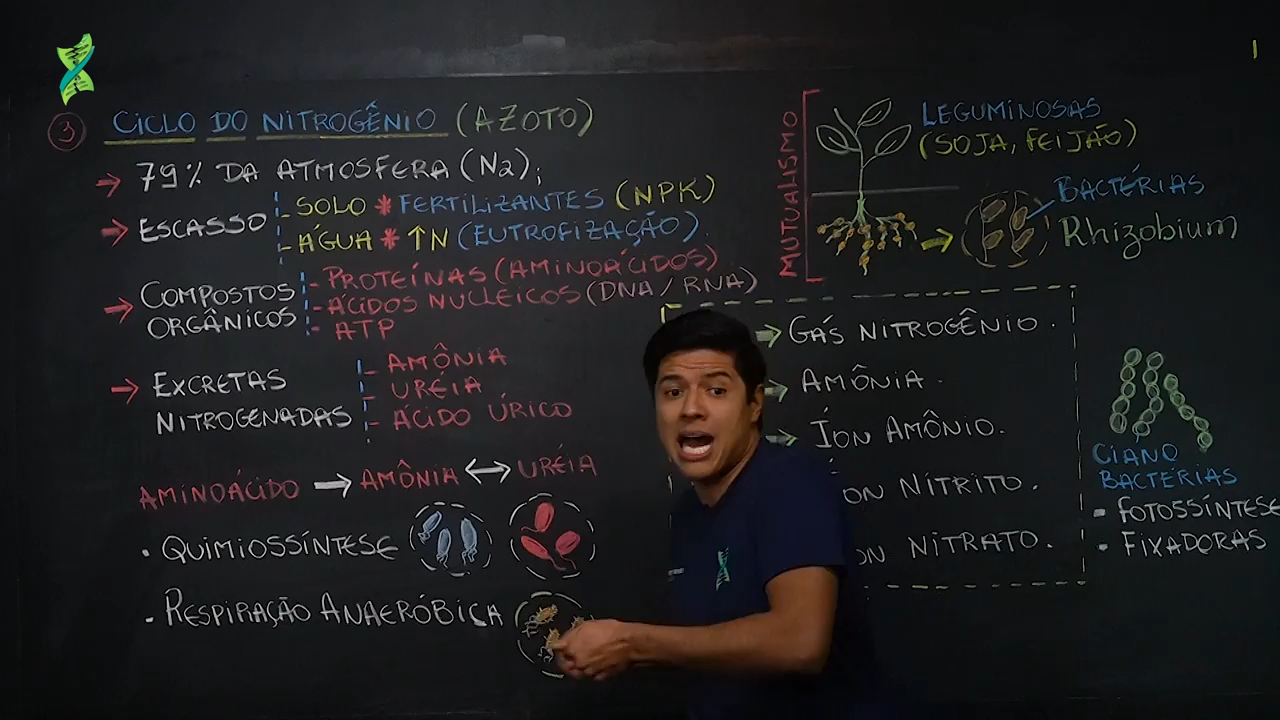 3 CICLO DO NITROGÊNIO (AZOTO)
→ 79% DA ATMOSFERA (N2);
→ ESCASSO
- SOLO * FERTILIZANTES (NPK)
- ÁGUA * ↑N (EUTROFIZAÇÃO).
→ COMPOSTOS ORGÂNICOS
- PROTEÍNAS (AMINOÁCIDOS)
- ÁCIDOS NUCLEICOS (DNA / RNA)
- ATP
→ EXCRETAS
NITROGENADAS
- AMÔNIA
- URÉIA
- ÁCIDO ÚRICO
AMINOÁCIDO → AMÔNIA ↔ URÉIA
• QUIMIOSSÍNTESE
• RESPIRAÇÃO ANAERÓBICA
MUTUALISMO
LEGUMINOSAS
(SOJA, FEIJÃO)
BACTÉRIAS
Rhizobium
→ GÁS NITROGÊNIO.
→ AMÔNIA.
→ ÍON AMÔNIO.
NITRITO.
NITRATO.
CIANO
BACTÉRIAS
- FOTOSSÍNTESE
- FIXADORAS